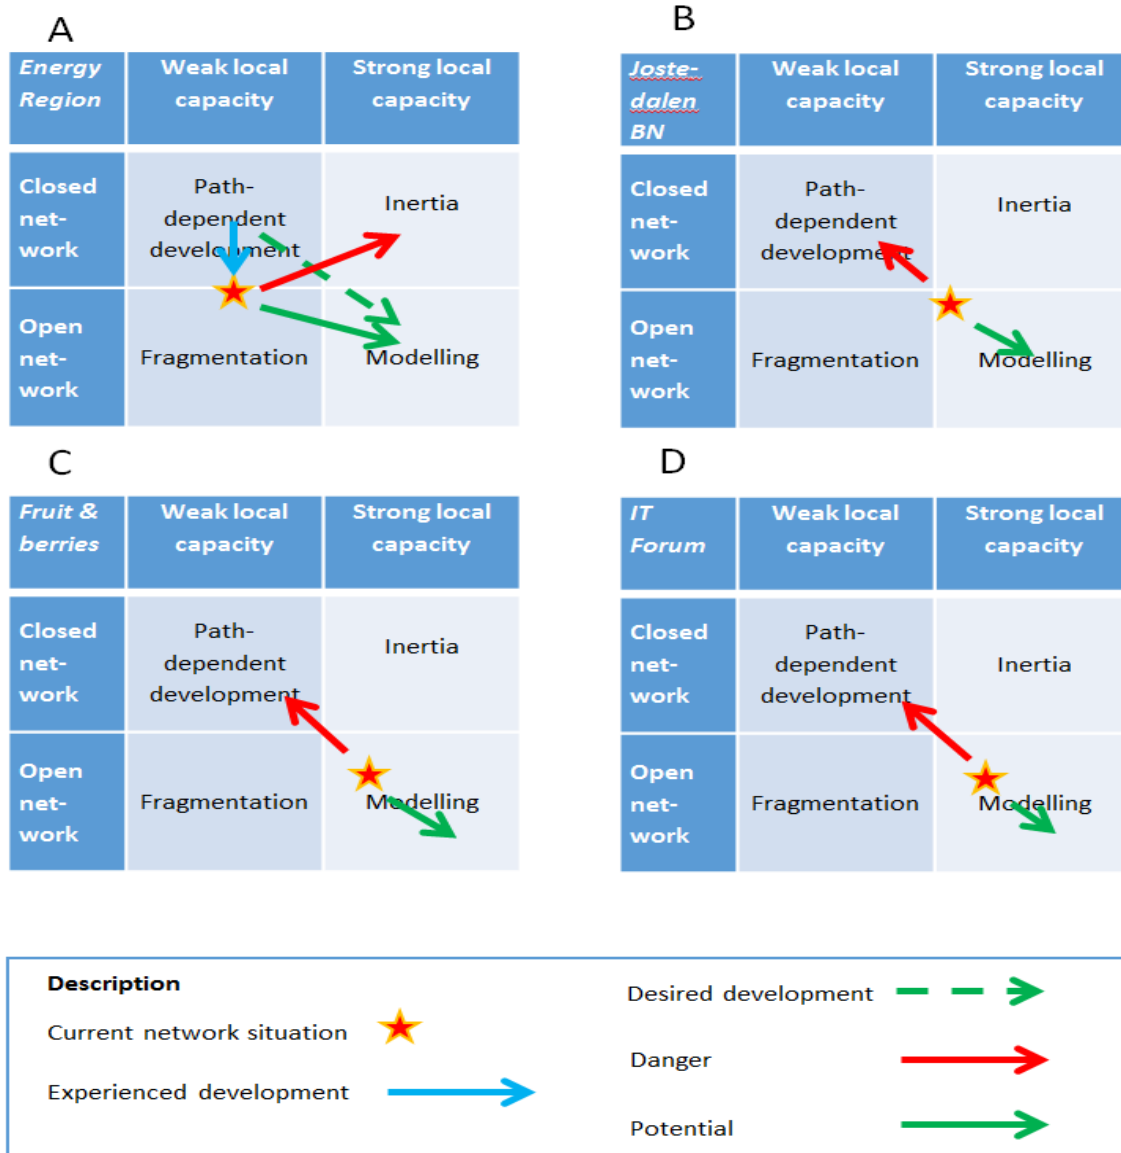 A
Energy Region
Weak local capacity
Strong local capacity
Closed net-work
Path-dependent development
Inertia
Open net-work
Fragmentation
Modelling
B
Joste-dalen BN
Weak local capacity
Strong local capacity
Closed net-work
Path-dependent development
Inertia
Open net-work
Fragmentation
Modelling
C
Fruit & berries
Weak local capacity
Strong local capacity
Closed net-work
Path-dependent development
Inertia
Open net-work
Fragmentation
Modelling
D
IT Forum
Weak local capacity
Strong local capacity
Closed net-work
Path-dependent development
Inertia
Open net-work
Fragmentation
Modelling
Description
Current network situation
Experienced development
Desired development
Danger
Potential